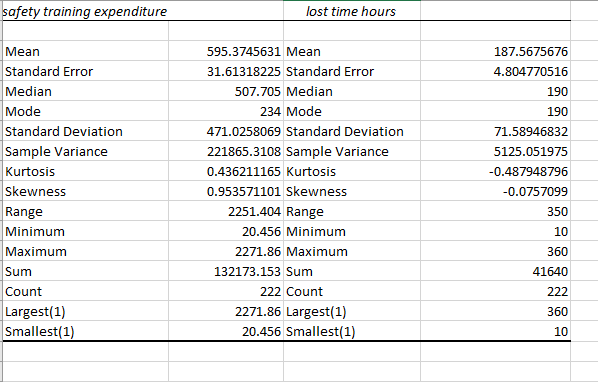 safety training expenditure lost time hours
Mean 595.3745631 Mean 187.5675676
Standard Error 31.61318225 Standard Error 4.804770516
Median 507.705 Median 190
Mode 234 Mode 190
Standard Deviation 471.0258069 Standard Deviation 71.58946832
Sample Variance 221865.3108 Sample Variance 5125.051975
Kurtosis 0.436211165 Kurtosis -0.487948796
Skewness 0.953571101 Skewness -0.0757099
Range 2251.404 Range 350
Minimum 20.456 Minimum 10
Maximum 2271.86 Maximum 360
Sum 132173.153 Sum 41640
Count 222 Count 222
Largest(1) 2271.86 Largest(1) 360
Smallest(1) 20.456 Smallest(1) 10